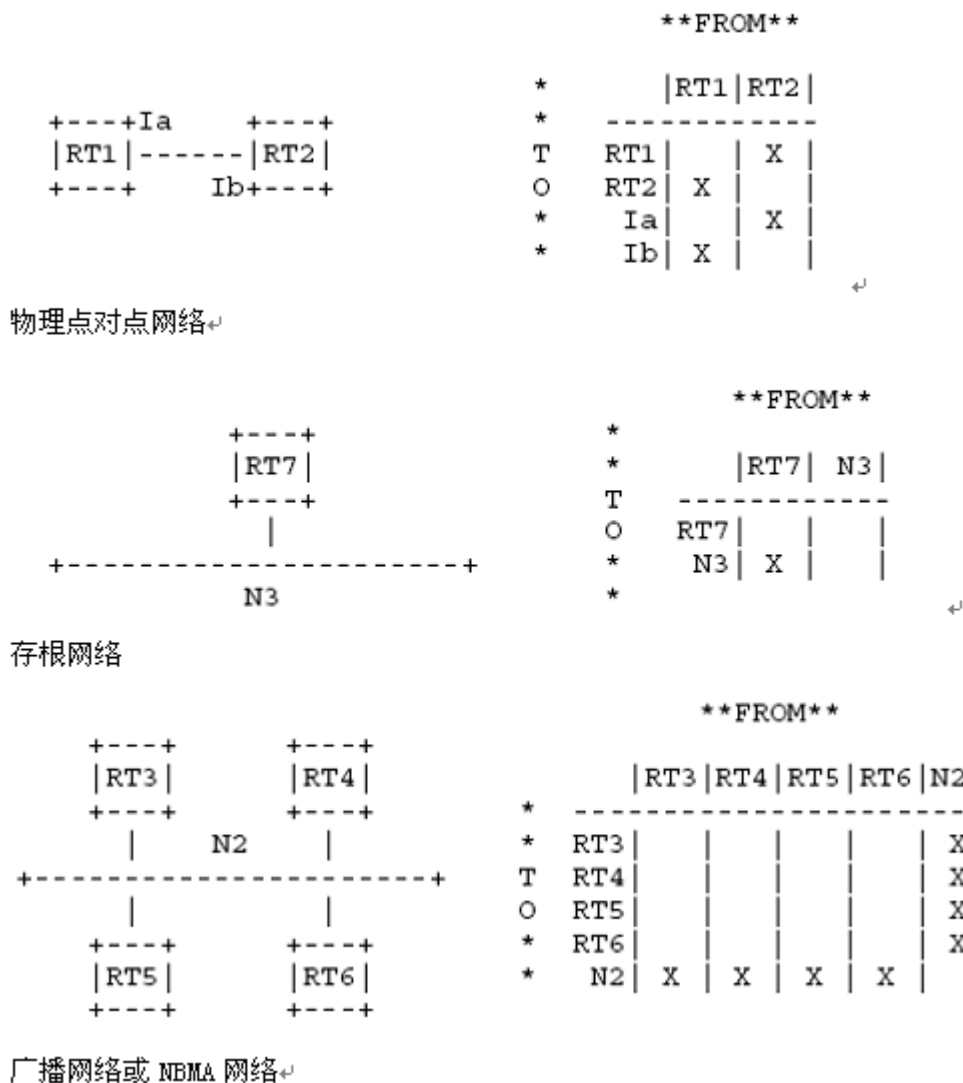 **FROM**
*           |RT1|RT2|
+---+Ia     +---+          *        ------------
|RT1|------|RT2|          T     RT1|   | X |
+---+     Ib+---+          O     RT2| X |   |
*      Ia|   | X |
*      Ib| X |   |
物理点对点网络
**FROM**
+---+                  *
|RT7|                  *           |RT7| N3|
+---+                  T        ------------
|                    O     RT7|   |   |
+-----------------------+        *      N3| X |   |
N3                    *
存根网络
**FROM**
+---+       +---+
|RT3|       |RT4|                  |RT3|RT4|RT5|RT6|N2
+---+       +---+          *     ----------------------
|    N2    |            *     RT3|   |   |   |   | X
+----------------------+     T     RT4|   |   |   |   | X
|          |            O     RT5|   |   |   |   | X
+---+       +---+          *     RT6|   |   |   |   | X
|RT5|       |RT6|          *      N2| X | X | X | X |
+---+       +---+
广播网络或 NBMA 网络